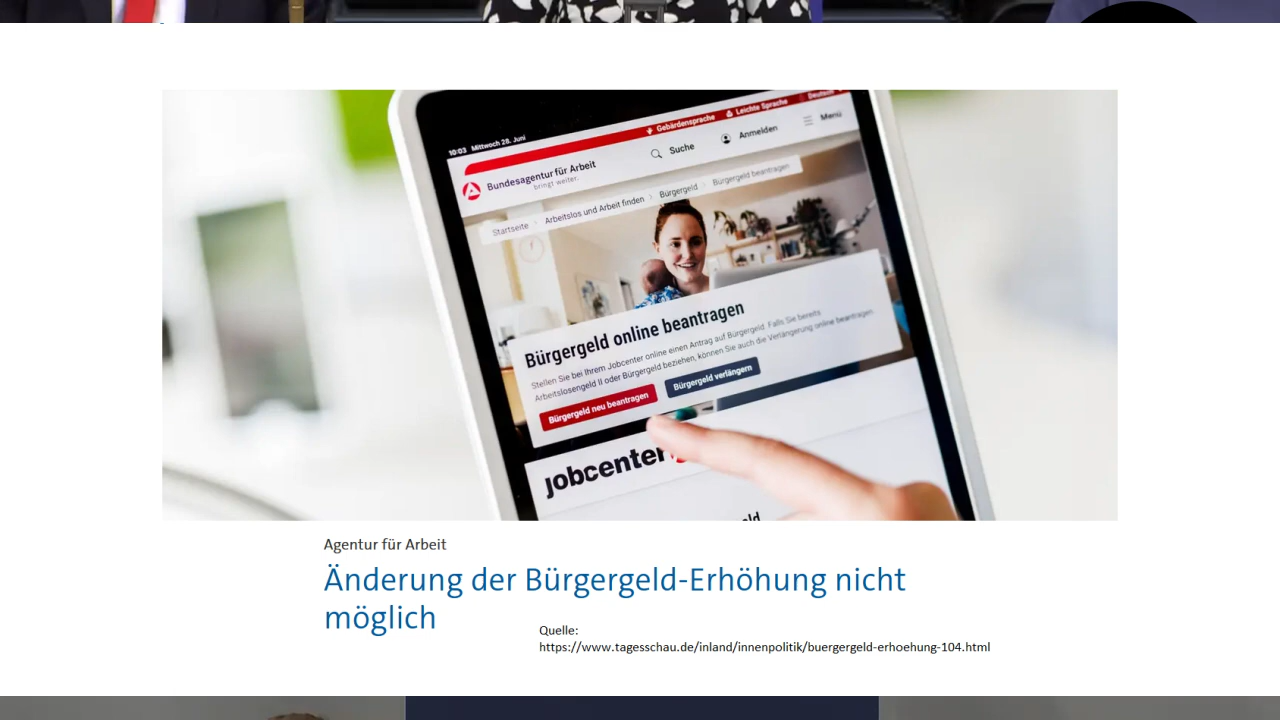 10:03 Mittwoch 28. Juni
Gebärdensprache Leichte Sprache Deutsch
Bundesagentur für Arbeit
bringt weiter.
Suche Anmelden Menü
Startseite Arbeitslos und Arbeit finden Bürgergeld Bürgergeld beantragen
Bürgergeld online beantragen
Stellen Sie bei Ihrem Jobcenter online einen Antrag auf Bürgergeld. Falls Sie bereits
Arbeitslosengeld II oder Bürgergeld beziehen, können Sie auch die Verlängerung online beantragen
Bürgergeld neu beantragen Bürgergeld verlängern
jobcenter
Agentur für Arbeit
Änderung der Bürgergeld-Erhöhung nicht
möglich
Quelle:
https://www.tagesschau.de/inland/innenpolitik/buergergeld-erhoehung-104.html